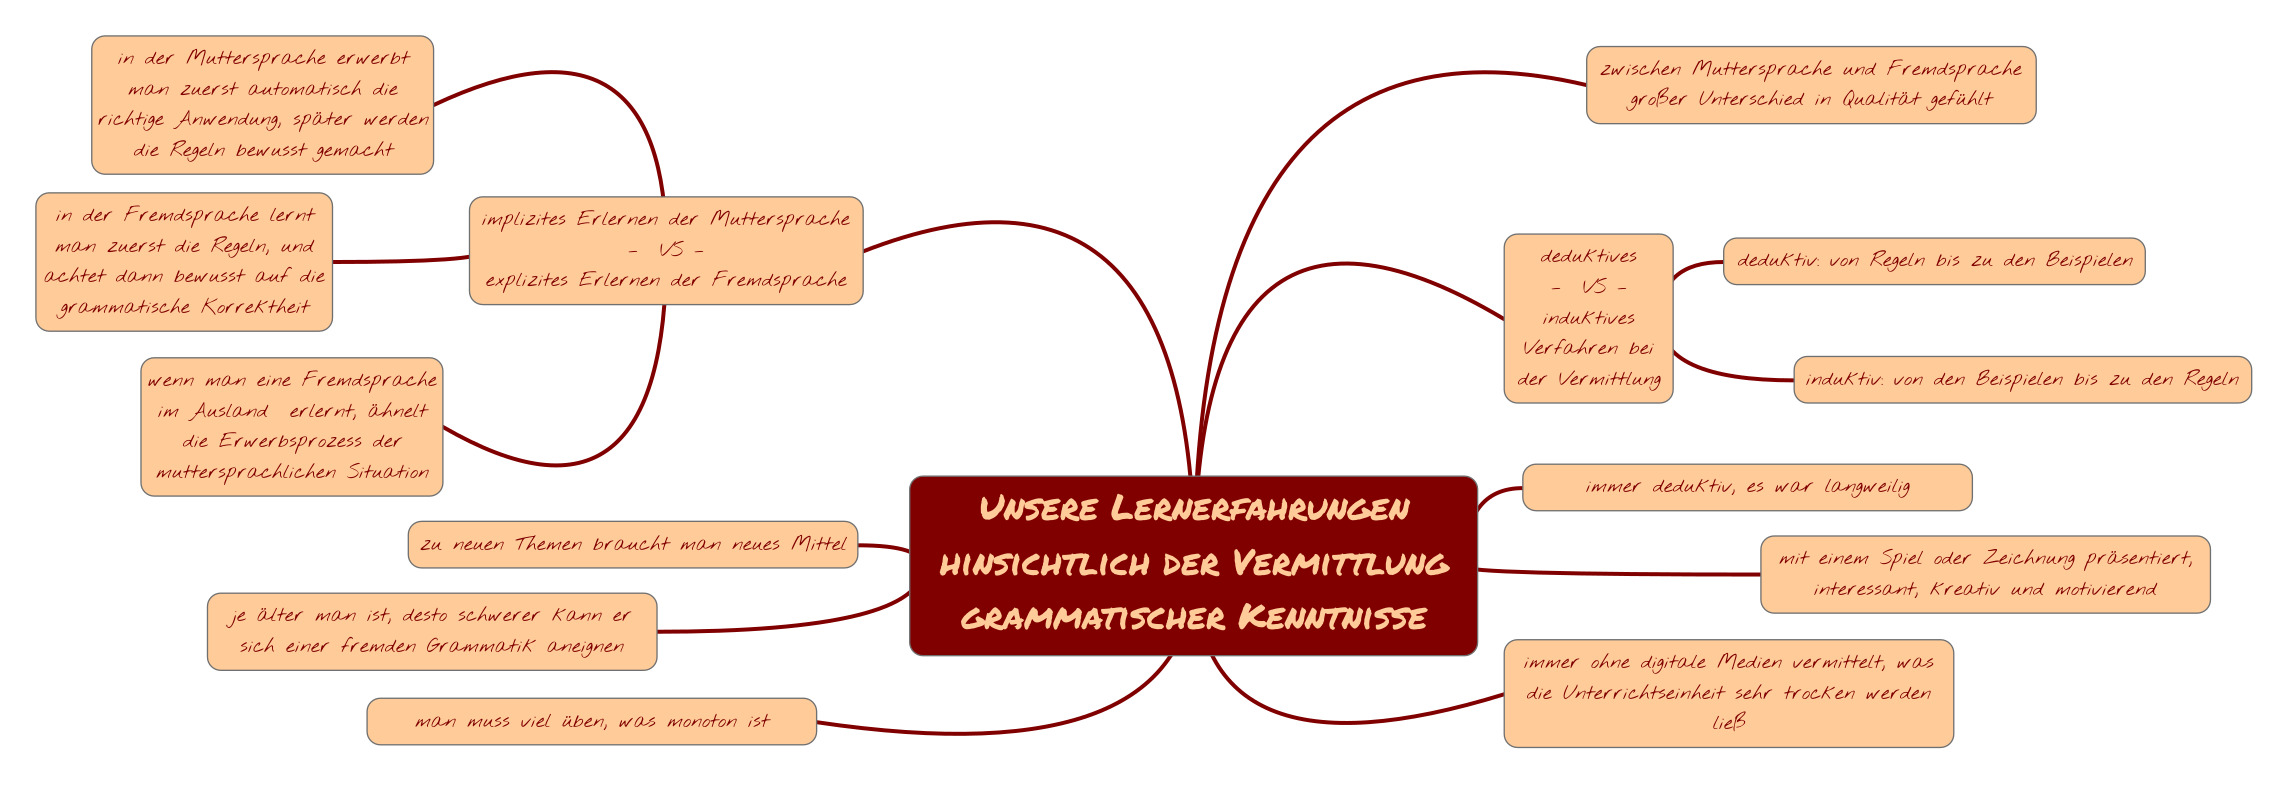 in der Muttersprache erwerbt
man zuerst automatisch die
richtige Anwendung, später werden
die Regeln bewusst gemacht
in der Fremdsprache lernt
man zuerst die Regeln, und
achtet dann bewusst auf die
grammatische Korrektheit
wenn man eine Fremdsprache
im Ausland erlernt, ähnelt
die Erwerbsprozess der
muttersprachlichen Situation
implizites Erlernen der Muttersprache
- VS -
explizites Erlernen der Fremdsprache
zu neuen Themen braucht man neues Mittel
je älter man ist, desto schwerer kann er
sich einer fremden Grammatik aneignen
man muss viel üben, was monoton ist
Unsere Lernerfahrungen
hinsichtlich der Vermittlung
grammatischer Kenntnisse
zwischen Muttersprache und Fremdsprache
großer Unterschied in Qualität gefühlt
deduktives
- VS -
induktives
Verfahren bei
der Vermittlung
deduktiv: von Regeln bis zu den Beispielen
induktiv: von den Beispielen bis zu den Regeln
immer deduktiv, es war langweilig
mit einem Spiel oder Zeichnung präsentiert,
interessant, kreativ und motivierend
immer ohne digitale Medien vermittelt, was
die Unterrichtseinheit sehr trocken werden
ließ